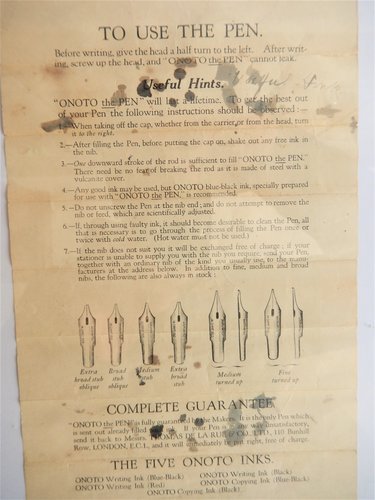 TO USE THE PEN.
Before writing, give the head a half turn to the left. After writ-
ing, screw up the head, and "ONOTO the PEN" cannot leak.
Useful Hints.
"ONOTO the PEN" will last a lifetime. To get the best out
of your Pen the following instructions should be observed:—
1.—When taking off the cap, whether from the carrier or from the head, turn
it to the right.
2.—After filling the Pen, before putting the cap on, shake out any free ink in
the nib.
3.—One downward stroke of the rod is sufficient to fill "ONOTO the PEN."
There need be no fear of breaking the rod as it is made of steel with a
vulcanite cover.
4.—Any good ink may be used, but ONOTO blue-black ink, specially prepared
for use with "ONOTO the PEN," is recommended.
5.—Do not unscrew the Pen at the nib end; and do not attempt to remove the
nib or feed, which are scientifically adjusted.
6.—If, through using faulty ink, it should become desirable to clean the Pen, all
that is necessary is to go through the process of filling the Pen once or
twice with cold water. (Hot water must not be used.)
7.—If the nib does not suit you it will be exchanged free of charge; if your
stationer is unable to supply you with the nib you require, send your Pen,
together with an ordinary nib of the kind you usually use, to the manu-
facturers at the address below. In addition to fine, medium and broad
nibs, the following are also always in stock:
Extra broad stub oblique
Broad stub oblique
Medium stub
Extra broad
Medium turned up
Fine turned up
COMPLETE GUARANTEE
"ONOTO the PEN" is fully guaranteed by the Makers. It is the only Pen which
is sent out already filled. If your Pen is unsatisfactory,
send it back to Messrs. THOMAS DE LA RUE & CO. LTD., 110 Bunhill
Row, LONDON, E.C.1, and it will immediately be put right, free of charge.
THE FIVE ONOTO INKS.
ONOTO Writing Ink (Blue-Black) ONOTO Writing Ink (Black)
ONOTO Writing Ink (Red) ONOTO Copying Ink (Blue-Black)
ONOTO Copying Ink (Black)